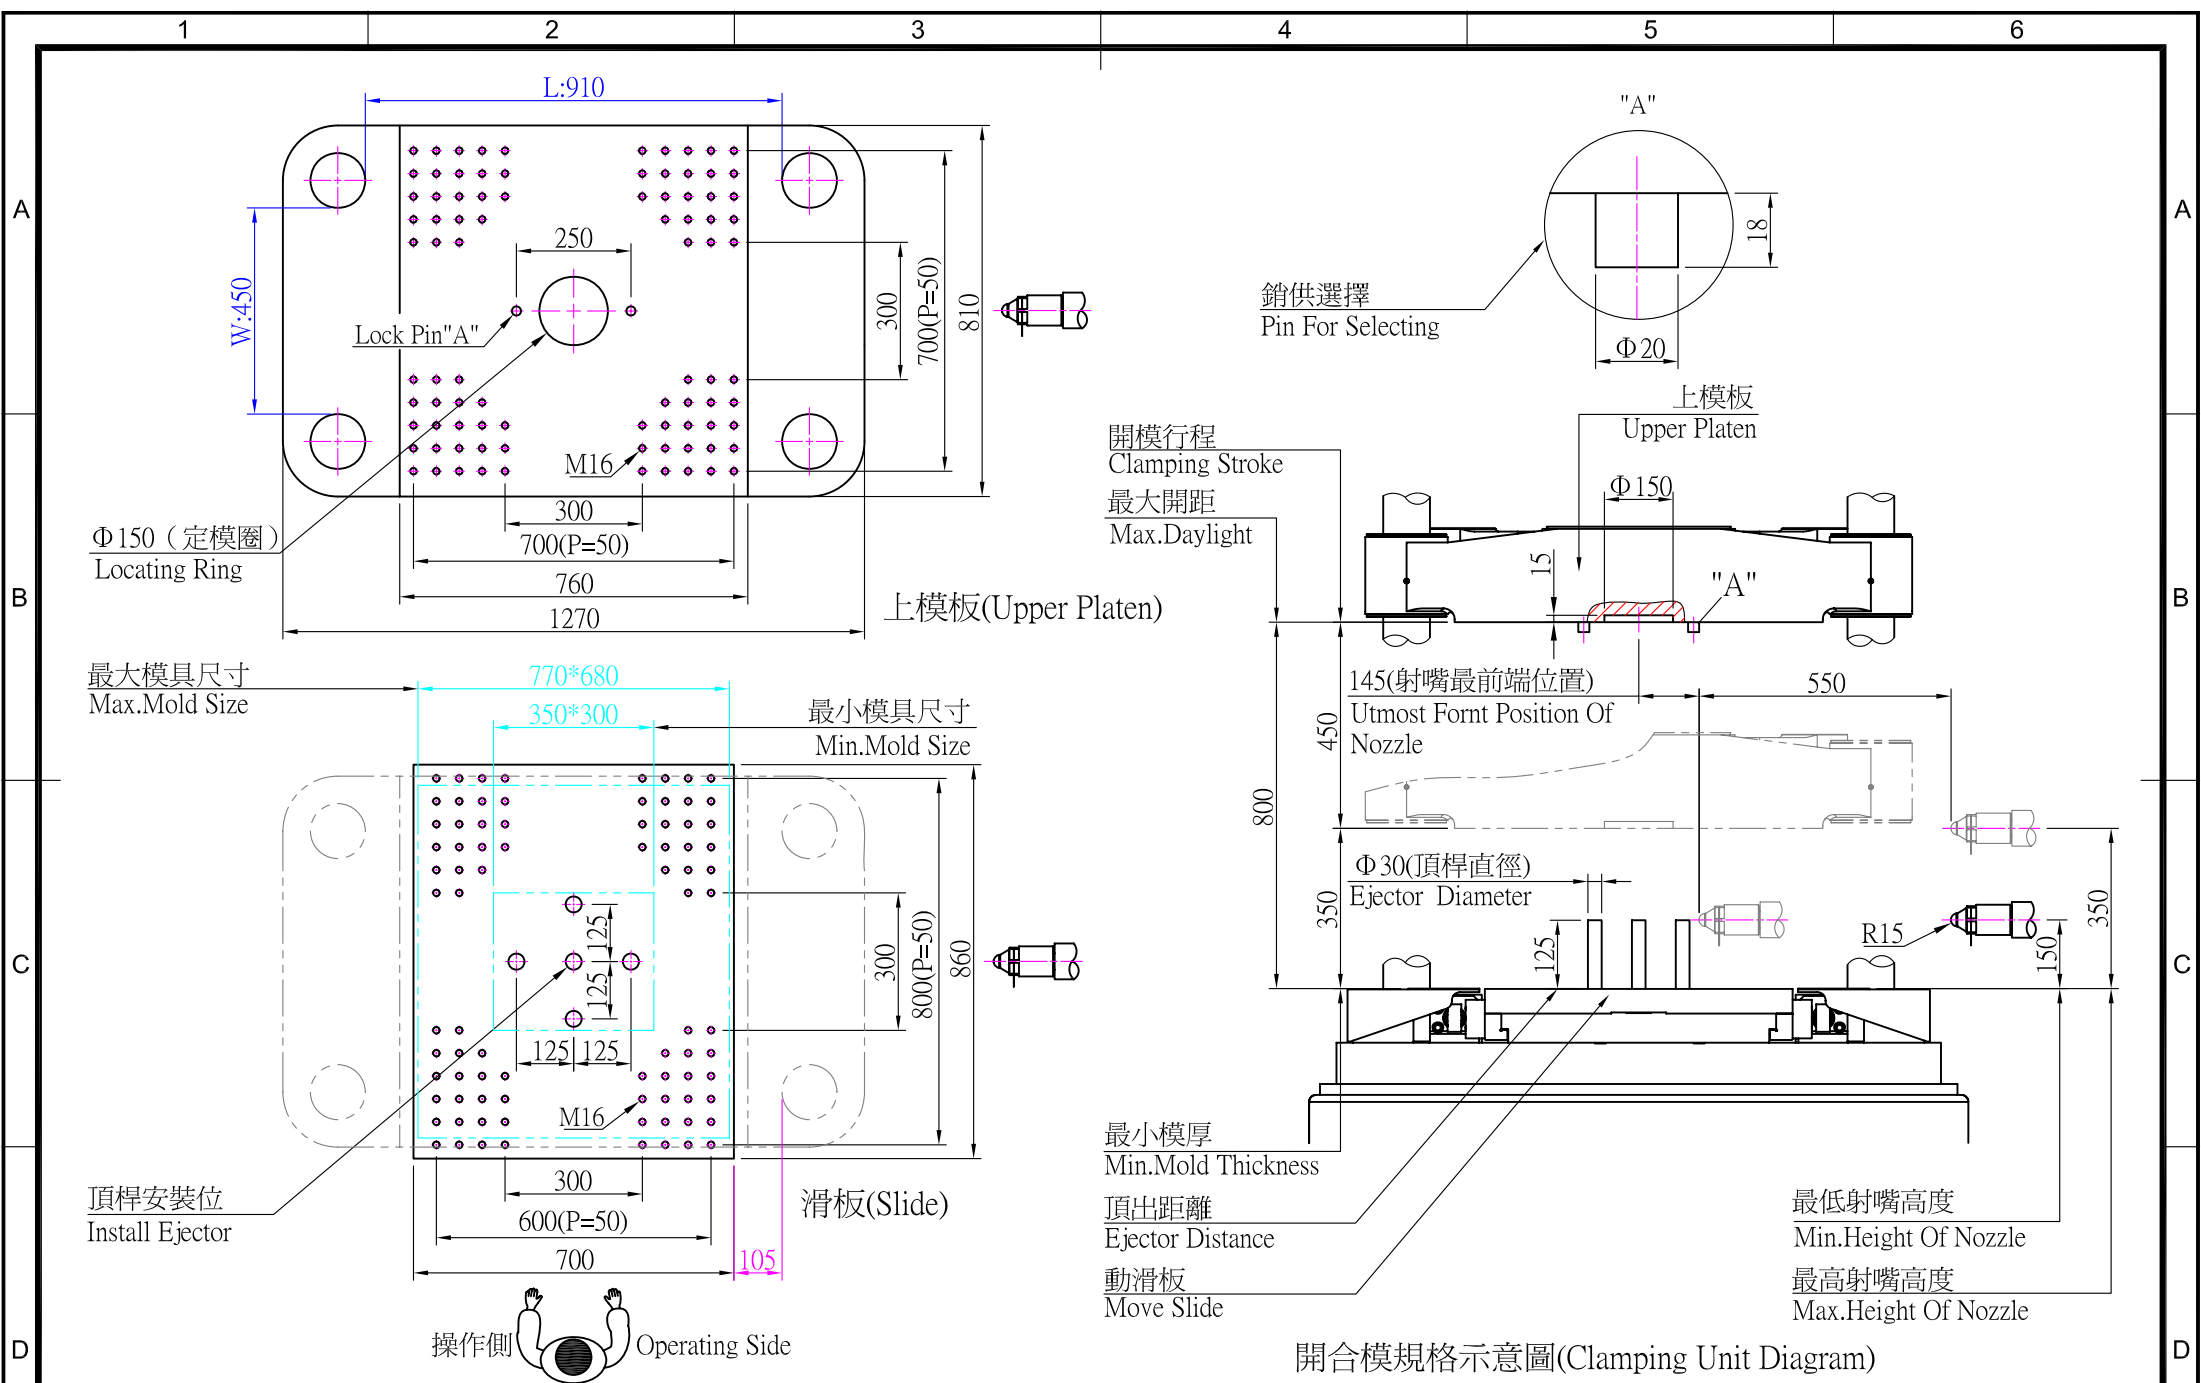 1
2
3
4
5
6
A
A
B
B
C
C
D
D
L:910
W:450
250
Lock Pin"A"
300
700(P=50)
810
M16
300
700(P=50)
760
1270
Φ150（定模圈）
Locating Ring
上模板(Upper Platen)
"A"
18
Φ20
銷供選擇
Pin For Selecting
上模板
Upper Platen
開模行程
Clamping Stroke
最大開距
Max.Daylight
Φ150
15
"A"
145(射嘴最前端位置)
Utmost Fornt Position Of
Nozzle
550
450
800
350
Φ30(頂桿直徑)
Ejector Diameter
125
R15
150
350
最大模具尺寸
Max.Mold Size
770*680
350*300
最小模具尺寸
Min.Mold Size
125
125
125
125
300
800(P=50)
860
M16
300
600(P=50)
700
105
頂桿安裝位
Install Ejector
滑板(Slide)
操作側
Operating Side
最小模厚
Min.Mold Thickness
頂出距離
Ejector Distance
動滑板
Move Slide
最低射嘴高度
Min.Height Of Nozzle
最高射嘴高度
Max.Height Of Nozzle
開合模規格示意圖(Clamping Unit Diagram)